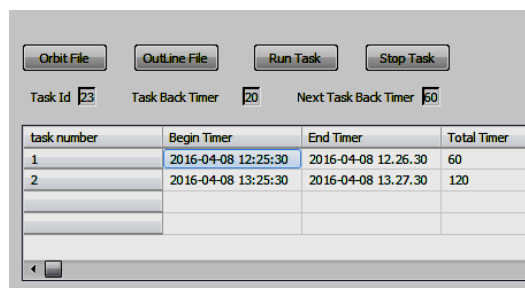 Orbit File OutLine File Run Task Stop Task
Task Id 23 Task Back Timer 20 Next Task Back Timer 60
task number Begin Timer End Timer Total Timer
1 2016-04-08 12:25:30 2016-04-08 12.26.30 60
2 2016-04-08 13:25:30 2016-04-08 13.27.30 120